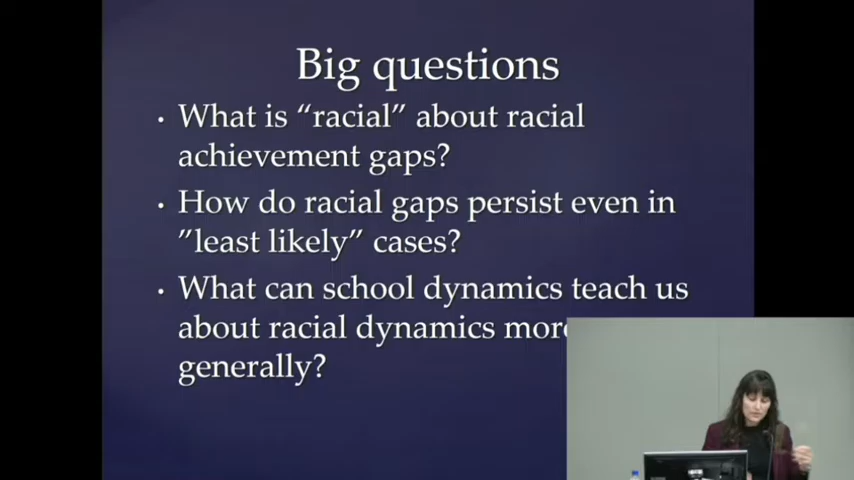 Big questions
• What is “racial” about racial
achievement gaps?
• How do racial gaps persist even in
”least likely” cases?
• What can school dynamics teach us
about racial dynamics more
generally?